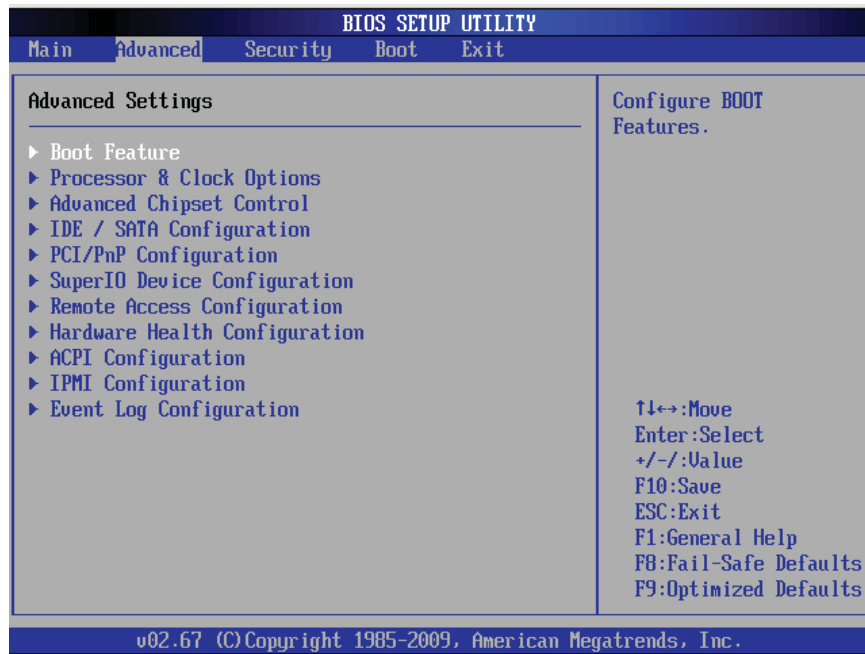 BIOS SETUP UTILITY
Main Advanced Security Boot Exit
Advanced Settings
▶ Boot Feature
▶ Processor & Clock Options
▶ Advanced Chipset Control
▶ IDE / SATA Configuration
▶ PCI/PnP Configuration
▶ SuperIO Device Configuration
▶ Remote Access Configuration
▶ Hardware Health Configuration
▶ ACPI Configuration
▶ IPMI Configuration
▶ Event Log Configuration
Configure BOOT
Features.
↑↓←→:Move
Enter:Select
+/-/:Value
F10:Save
ESC:Exit
F1:General Help
F8:Fail-Safe Defaults
F9:Optimized Defaults
v02.67 (C)Copyright 1985-2009, American Megatrends, Inc.